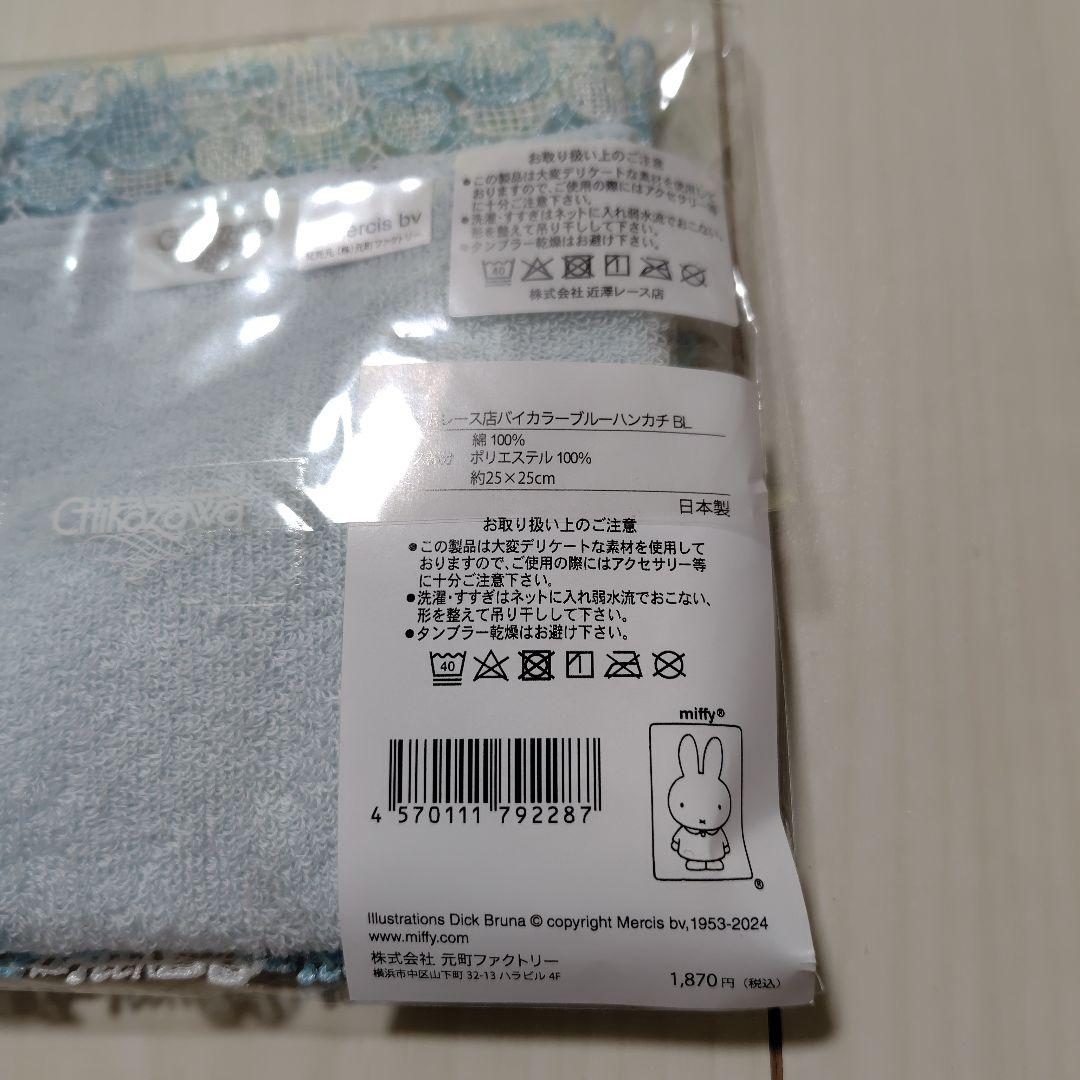 お取り扱い上のご注意
●この製品は大変デリケートな素材を使用して
おりますので、ご使用の際にはアクセサリー等
に十分ご注意下さい。
●洗濯・すすぎはネットに入れ弱水流でおこない、
形を整えて吊り干しして下さい。
●タンブラー乾燥はお避け下さい。
40
株式会社 近澤レース店
Mercis bv
発売元 (株)元町ファクトリー
Chikazawa
レース店バイカラーブルーハンカチ BL
綿 100%
ポリエステル 100%
約25×25cm
日本製
お取り扱い上のご注意
●この製品は大変デリケートな素材を使用して
おりますので、ご使用の際にはアクセサリー等
に十分ご注意下さい。
●洗濯・すすぎはネットに入れ弱水流でおこない、
形を整えて吊り干しして下さい。
●タンブラー乾燥はお避け下さい。
40
miffy®
4 570111 792287
®
Illustrations Dick Bruna © copyright Mercis bv,1953-2024
www.miffy.com
株式会社 元町ファクトリー
横浜市中区山下町 32-13 ハラビル 4F
1,870 円 (税込)